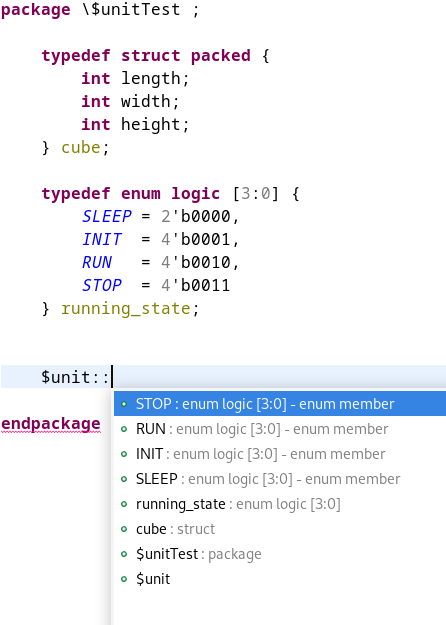 package \$unitTest ;
typedef struct packed {
int length;
int width;
int height;
} cube;
typedef enum logic [3:0] {
SLEEP = 2'b0000,
INIT  = 4'b0001,
RUN   = 4'b0010,
STOP  = 4'b0011
} running_state;
$unit::
endpackage
STOP : enum logic [3:0] - enum member
RUN : enum logic [3:0] - enum member
INIT : enum logic [3:0] - enum member
SLEEP : enum logic [3:0] - enum member
running_state : enum logic [3:0]
cube : struct
$unitTest : package
$unit